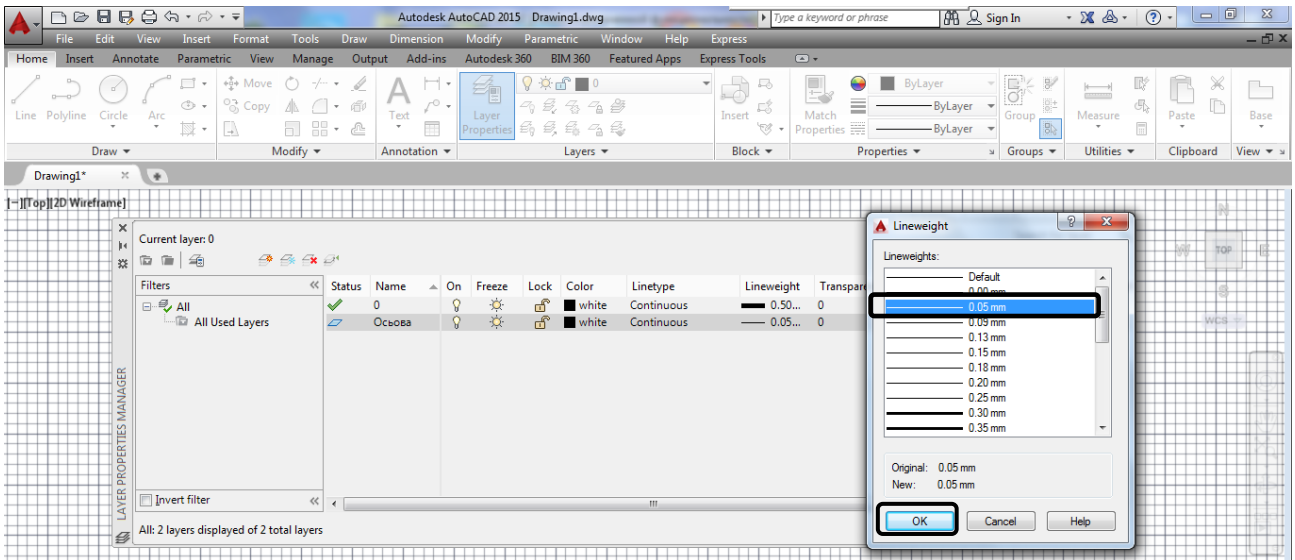 Autodesk AutoCAD 2015 Drawing1.dwg
Type a keyword or phrase
Sign In
File Edit View Insert Format Tools Draw Dimension Modify Parametric Window Help Express
Home Insert Annotate Parametric View Manage Output Add-ins Autodesk 360 BIM 360 Featured Apps Express Tools
Move
0
ByLayer
Copy
ByLayer
Line Polyline Circle Arc
Text
Layer Properties
Insert
Match Properties
ByLayer
Group
Measure
Paste
Base
Draw Modify Annotation Layers Block Properties Groups Utilities Clipboard View
Drawing1*
[−][Top][2D Wireframe]
N
W TOP E
S
WCS
Current layer: 0
Filters
Status Name On Freeze Lock Color Linetype Lineweight Transpare
All
0 white Continuous 0.50... 0
All Used Layers
Осьова white Continuous 0.05... 0
Invert filter
All: 2 layers displayed of 2 total layers
LAYER PROPERTIES MANAGER
Lineweight
Lineweights:
Default
0.00 mm
0.05 mm
0.09 mm
0.13 mm
0.15 mm
0.18 mm
0.20 mm
0.25 mm
0.30 mm
0.35 mm
Original: 0.05 mm
New: 0.05 mm
OK Cancel Help